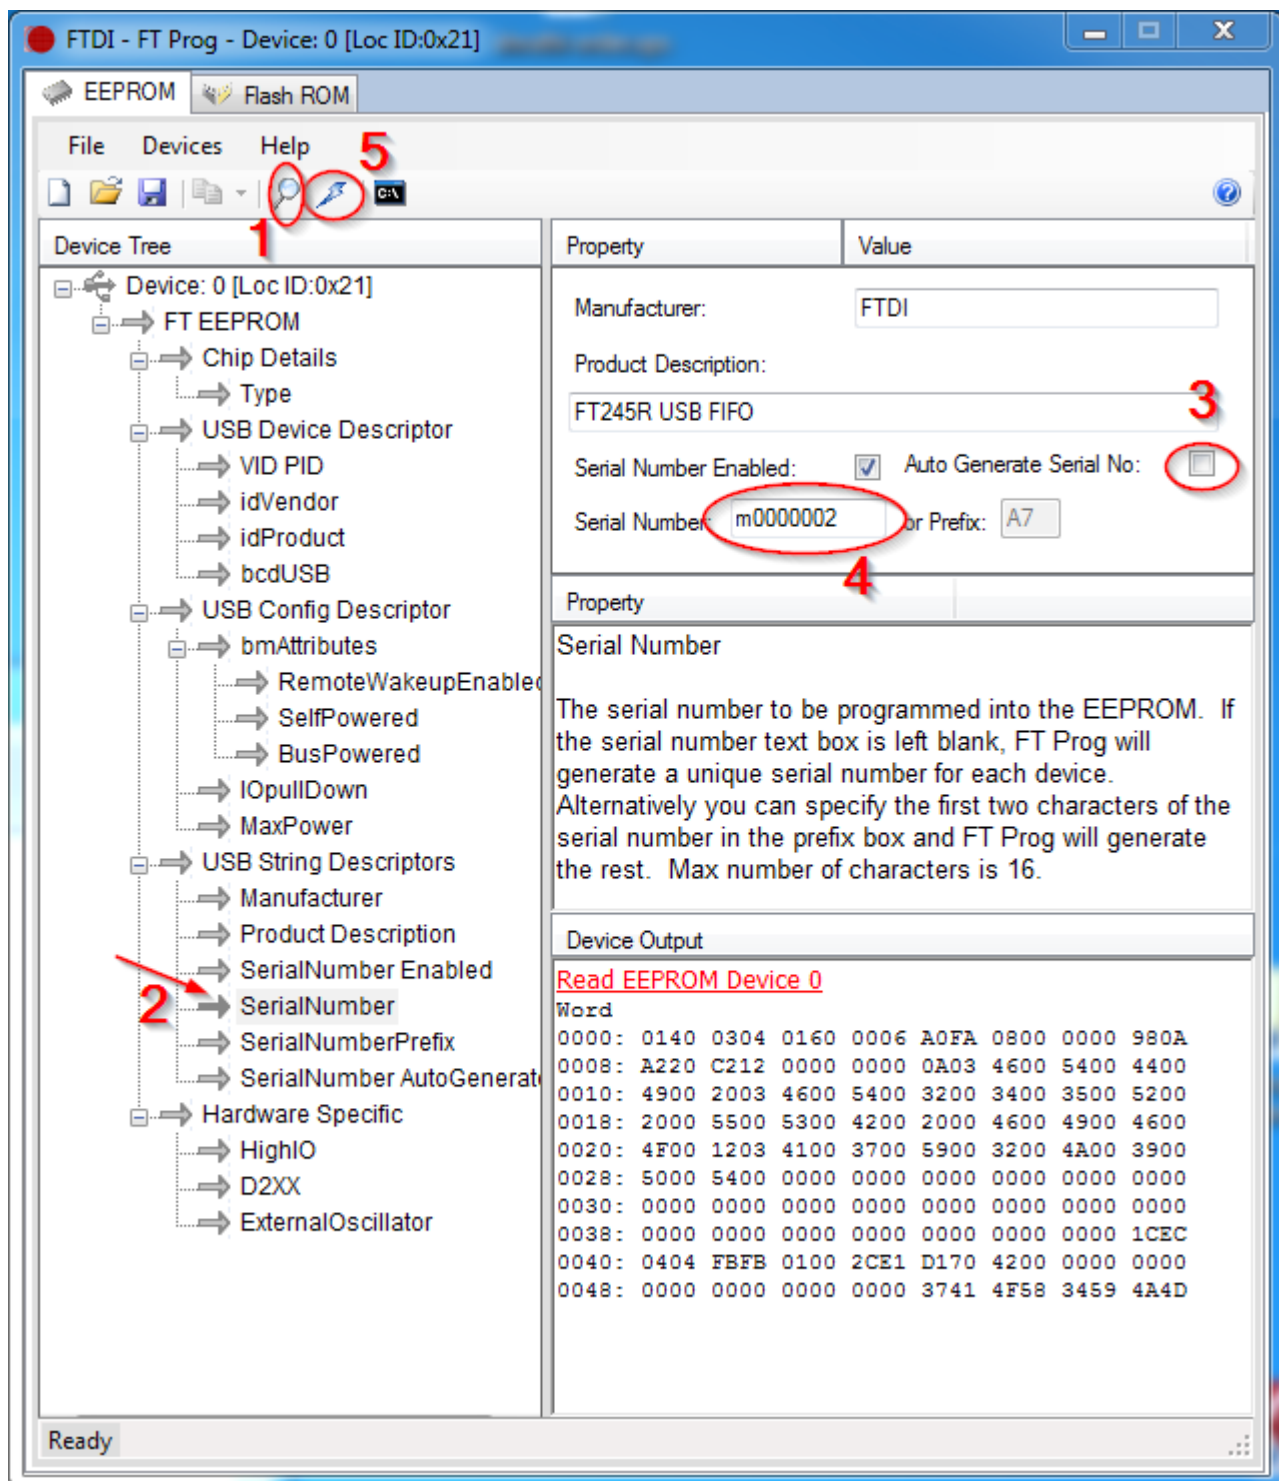 FTDI - FT Prog - Device: 0 [Loc ID:0x21]
EEPROM Flash ROM
File Devices Help 5
C:\
1
Device Tree
Device: 0 [Loc ID:0x21]
FT EEPROM
Chip Details
Type
USB Device Descriptor
VID PID
idVendor
idProduct
bcdUSB
USB Config Descriptor
bmAttributes
RemoteWakeupEnabled
SelfPowered
BusPowered
IOpullDown
MaxPower
USB String Descriptors
Manufacturer
Product Description
SerialNumber Enabled
2 SerialNumber
SerialNumberPrefix
SerialNumber AutoGenerate
Hardware Specific
HighIO
D2XX
ExternalOscillator
Property Value
Manufacturer: FTDI
Product Description:
FT245R USB FIFO 3
Serial Number Enabled: Auto Generate Serial No:
Serial Number: m0000002 or Prefix: A7
4
Property
Serial Number
The serial number to be programmed into the EEPROM. If
the serial number text box is left blank, FT Prog will
generate a unique serial number for each device.
Alternatively you can specify the first two characters of the
serial number in the prefix box and FT Prog will generate
the rest. Max number of characters is 16.
Device Output
Read EEPROM Device 0
Word
0000: 0140 0304 0160 0006 A0FA 0800 0000 980A
0008: A220 C212 0000 0000 0A03 4600 5400 4400
0010: 4900 2003 4600 5400 3200 3400 3500 5200
0018: 2000 5500 5300 4200 2000 4600 4900 4600
0020: 4F00 1203 4100 3700 5900 3200 4A00 3900
0028: 5000 5400 0000 0000 0000 0000 0000 0000
0030: 0000 0000 0000 0000 0000 0000 0000 0000
0038: 0000 0000 0000 0000 0000 0000 0000 1CEC
0040: 0404 FBFB 0100 2CE1 D170 4200 0000 0000
0048: 0000 0000 0000 0000 3741 4F58 3459 4A4D
Ready